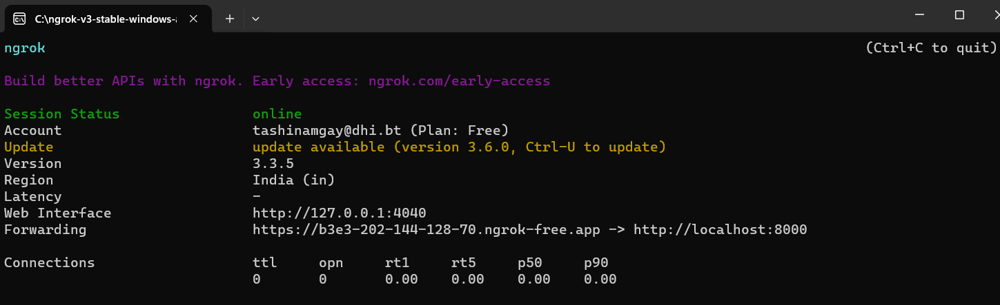 C:\ngrok-v3-stable-windows-a
ngrok (Ctrl+C to quit)
Build better APIs with ngrok. Early access: ngrok.com/early-access
Session Status online
Account tashinamgay@dhi.bt (Plan: Free)
Update update available (version 3.6.0, Ctrl-U to update)
Version 3.3.5
Region India (in)
Latency -
Web Interface http://127.0.0.1:4040
Forwarding https://b3e3-202-144-128-70.ngrok-free.app -> http://localhost:8000
Connections ttl opn rt1 rt5 p50 p90
0 0 0.00 0.00 0.00 0.00